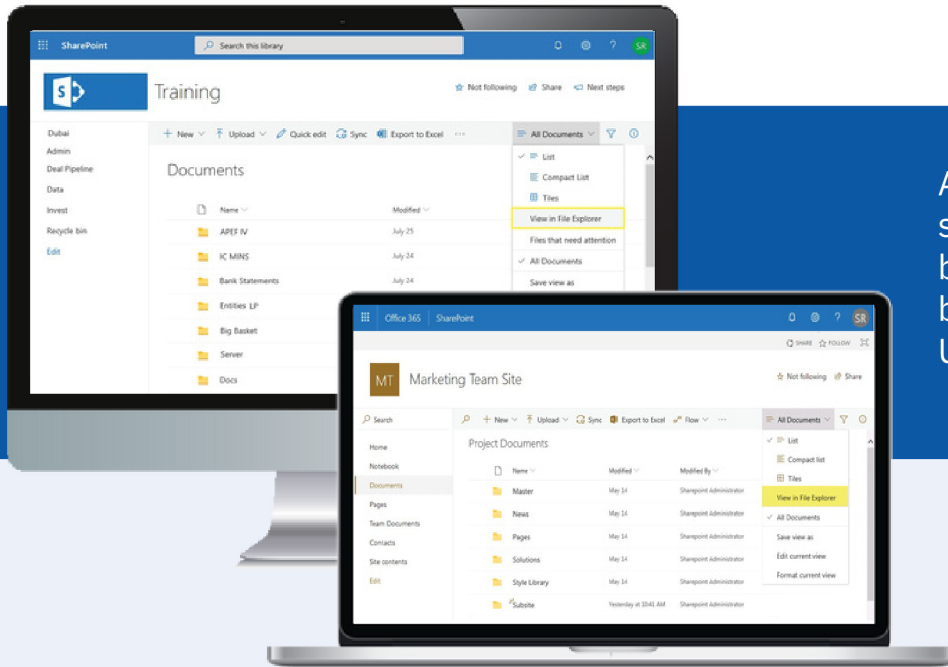 SharePoint
Search this library
?
SR
S
Training
Not following
Share
Next steps
Dubai
Admin
Deal Pipeline
Data
Invest
Recycle bin
Edit
+ New
Upload
Quick edit
Sync
Export to Excel
...
All Documents
List
Compact List
Tiles
View in File Explorer
Files that need attention
All Documents
Save view as
Documents
Name
Modified
APEF IV
July 25
IC MINS
July 24
Bank Statements
July 24
Entities LP
Big Basket
Server
Docs
Office 365
SharePoint
?
SR
SHARE
FOLLOW
MT
Marketing Team Site
Not following
Share
Search
Home
Notebook
Documents
Pages
Team Documents
Contacts
Site contents
Edit
+ New
Upload
Sync
Export to Excel
Flow
...
All Documents
List
Compact list
Tiles
View in File Explorer
All Documents
Save view as
Edit current view
Format current view
Project Documents
Name
Modified
Modified By
Master
May 14
Sharepoint Administrator
News
May 14
Sharepoint Administrator
Pages
May 14
Sharepoint Administrator
Solutions
May 14
Sharepoint Administrator
Style Library
May 14
Sharepoint Administrator
Subsite
Yesterday at 10:41 AM
Sharepoint Administrator